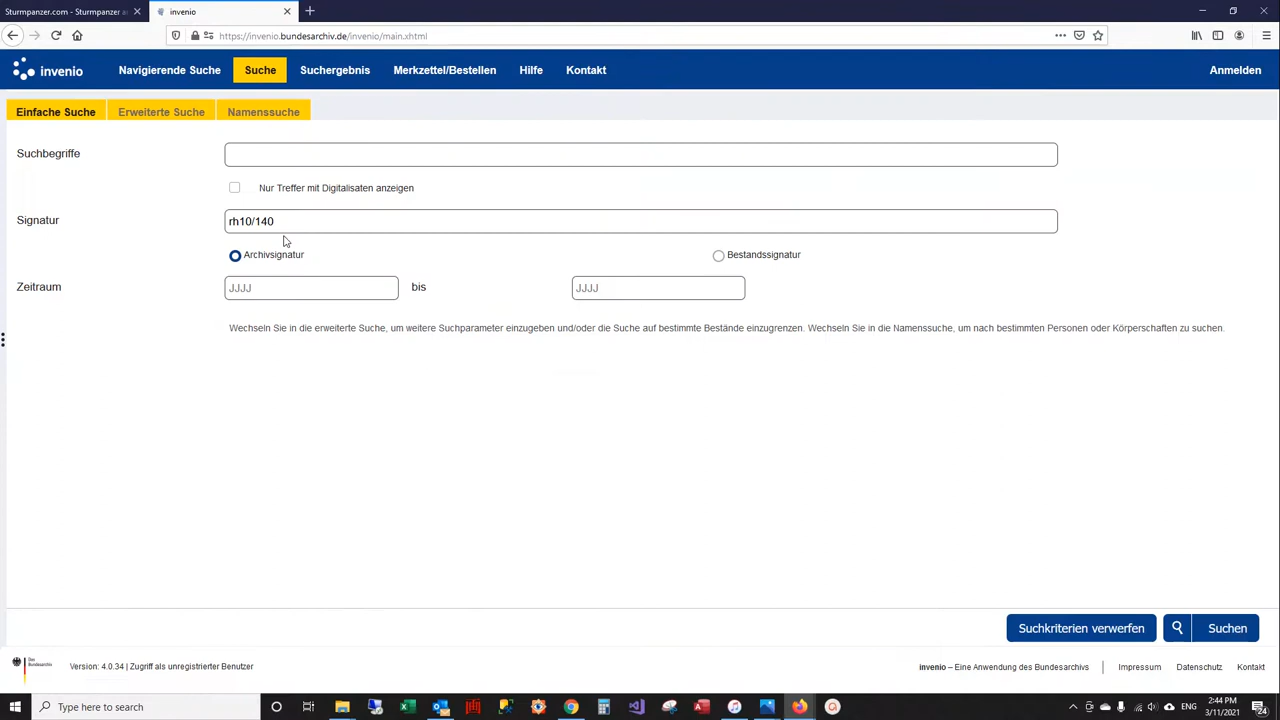 Sturmpanzer.com - Sturmpanzer a
invenio
https://invenio.bundesarchiv.de/invenio/main.xhtml
invenio
Navigierende Suche
Suche
Suchergebnis
Merkzettel/Bestellen
Hilfe
Kontakt
Anmelden
Einfache Suche
Erweiterte Suche
Namenssuche
Suchbegriffe
Nur Treffer mit Digitalisaten anzeigen
Signatur
rh10/140
Archivsignatur
Bestandssignatur
Zeitraum
JJJJ
bis
JJJJ
Wechseln Sie in die erweiterte Suche, um weitere Suchparameter einzugeben und/oder die Suche auf bestimmte Bestände einzugrenzen. Wechseln Sie in die Namenssuche, um nach bestimmten Personen oder Körperschaften zu suchen.
Suchkriterien verwerfen
Suchen
Das
Bundesarchiv
Version: 4.0.34 | Zugriff als unregistrierter Benutzer
invenio – Eine Anwendung des Bundesarchivs
Impressum
Datenschutz
Kontakt
Type here to search
ENG
2:44 PM
3/11/2021
24